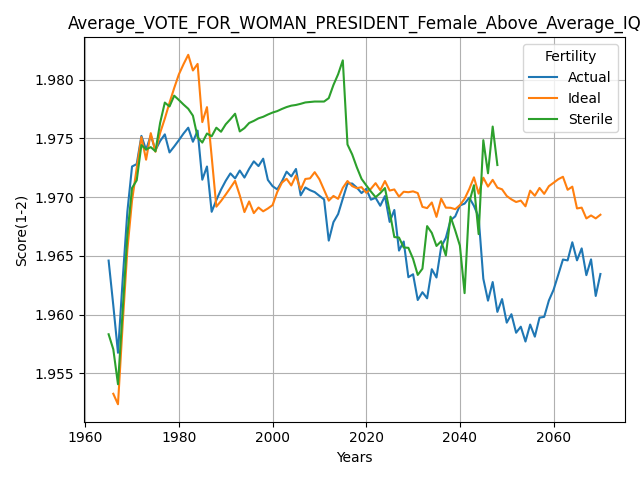 Average_VOTE_FOR_WOMAN_PRESIDENT_Female_Above_Average_IQ
Fertility
Actual
Ideal
Sterile
Score(1-2)
1.980
1.975
1.970
1.965
1.960
1.955
1960
1980
2000
2020
2040
2060
Years